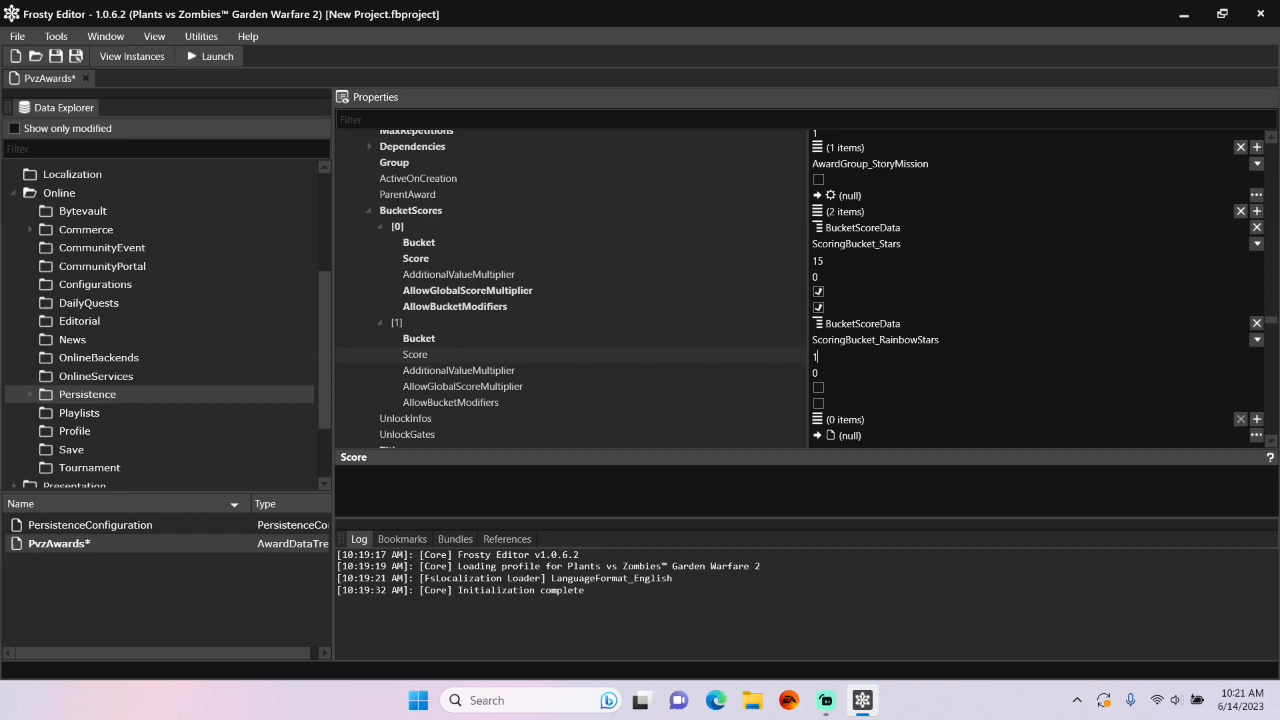 Frosty Editor - 1.0.6.2 (Plants vs Zombies™ Garden Warfare 2) [New Project.fbproject]
File Tools Window View Utilities Help
View Instances Launch
PvzAwards*
Data Explorer
Show only modified
Filter
Localization
Online
Bytevault
Commerce
CommunityEvent
CommunityPortal
Configurations
DailyQuests
Editorial
News
OnlineBackends
OnlineServices
Persistence
Playlists
Profile
Save
Tournament
Presentation
Name Type
PersistenceConfiguration PersistenceCo
PvzAwards* AwardDataTre
Properties
Filter
MaxRepetitions 1
Dependencies (1 items)
Group AwardGroup_StoryMission
ActiveOnCreation
ParentAward (null)
BucketScores (2 items)
[0] BucketScoreData
Bucket ScoringBucket_Stars
Score 15
AdditionalValueMultiplier 0
AllowGlobalScoreMultiplier
AllowBucketModifiers
[1] BucketScoreData
Bucket ScoringBucket_RainbowStars
Score 1
AdditionalValueMultiplier 0
AllowGlobalScoreMultiplier
AllowBucketModifiers
UnlockInfos (0 items)
UnlockGates (null)
Score ?
Log Bookmarks Bundles References
[10:19:17 AM]: [Core] Frosty Editor v1.0.6.2
[10:19:19 AM]: [Core] Loading profile for Plants vs Zombies™ Garden Warfare 2
[10:19:21 AM]: [FsLocalization Loader] LanguageFormat_English
[10:19:32 AM]: [Core] Initialization complete
Search
10:21 AM
6/14/2023